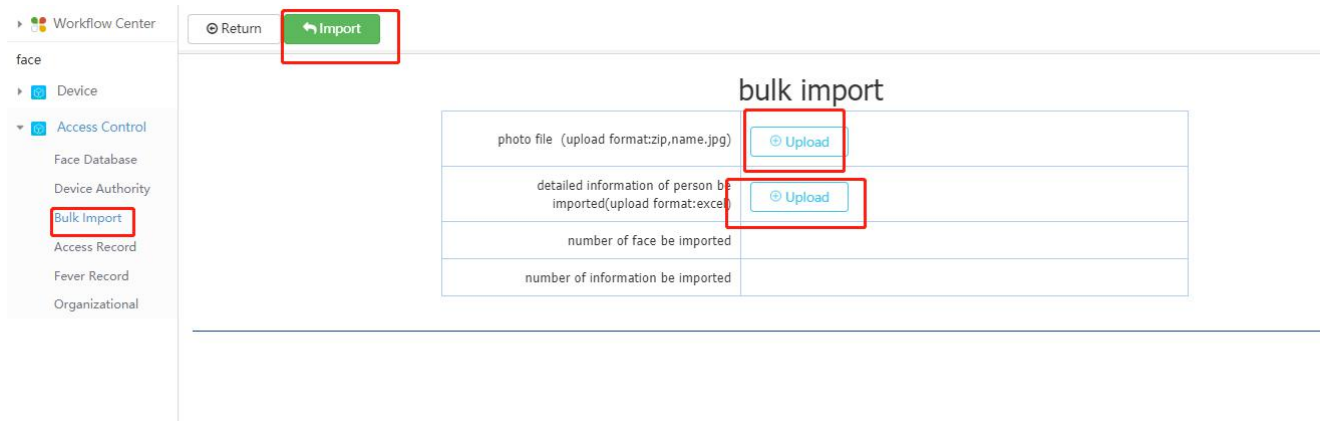 Workflow Center
Return
Import
face
Device
Access Control
Face Database
Device Authority
Bulk Import
Access Record
Fever Record
Organizational
bulk import
photo file (upload format:zip,name.jpg)
Upload
detailed information of person be
imported(upload format:excel)
Upload
number of face be imported
number of information be imported